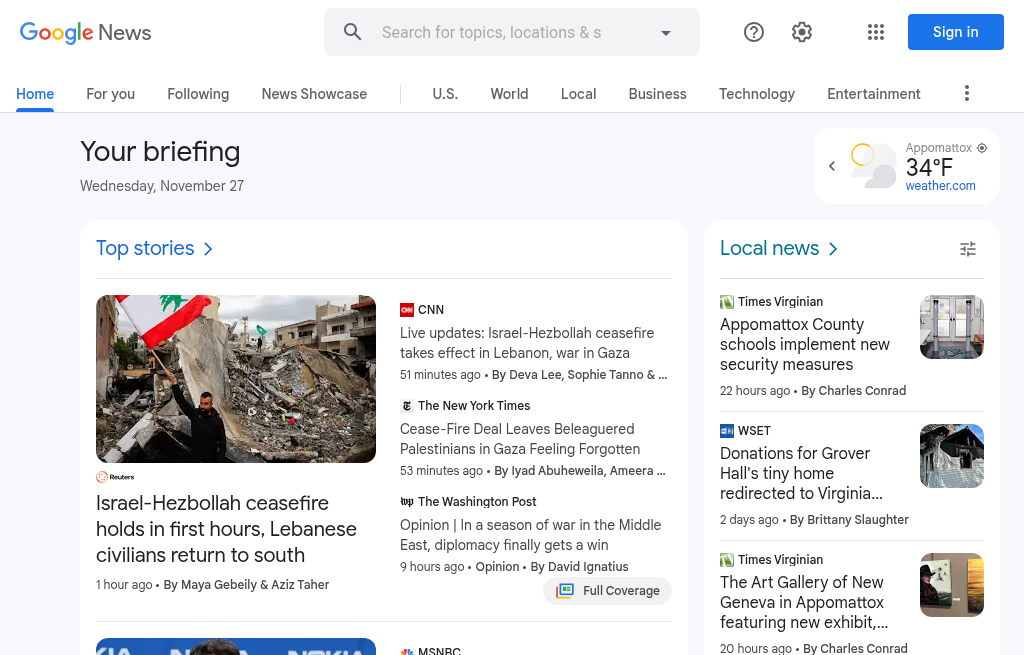 Google News
Search for topics, locations & s
Sign in
Home
For you
Following
News Showcase
U.S.
World
Local
Business
Technology
Entertainment
Your briefing
Wednesday, November 27
Appomattox
34°F
weather.com
Top stories
Reuters
Israel-Hezbollah ceasefire
holds in first hours, Lebanese
civilians return to south
1 hour ago • By Maya Gebeily & Aziz Taher
CNN
CNN
Live updates: Israel-Hezbollah ceasefire
takes effect in Lebanon, war in Gaza
51 minutes ago • By Deva Lee, Sophie Tanno & ...
The New York Times
Cease-Fire Deal Leaves Beleaguered
Palestinians in Gaza Feeling Forgotten
53 minutes ago • By Iyad Abuheweila, Ameera ...
wp
The Washington Post
Opinion | In a season of war in the Middle
East, diplomacy finally gets a win
9 hours ago • Opinion • By David Ignatius
Full Coverage
NOKIA
MSNBC
Local news
Times Virginian
Appomattox County
schools implement new
security measures
22 hours ago • By Charles Conrad
WSET
Donations for Grover
Hall's tiny home
redirected to Virginia...
2 days ago • By Brittany Slaughter
Times Virginian
The Art Gallery of New
Geneva in Appomattox
featuring new exhibit,...
20 hours ago • By Charles Conrad